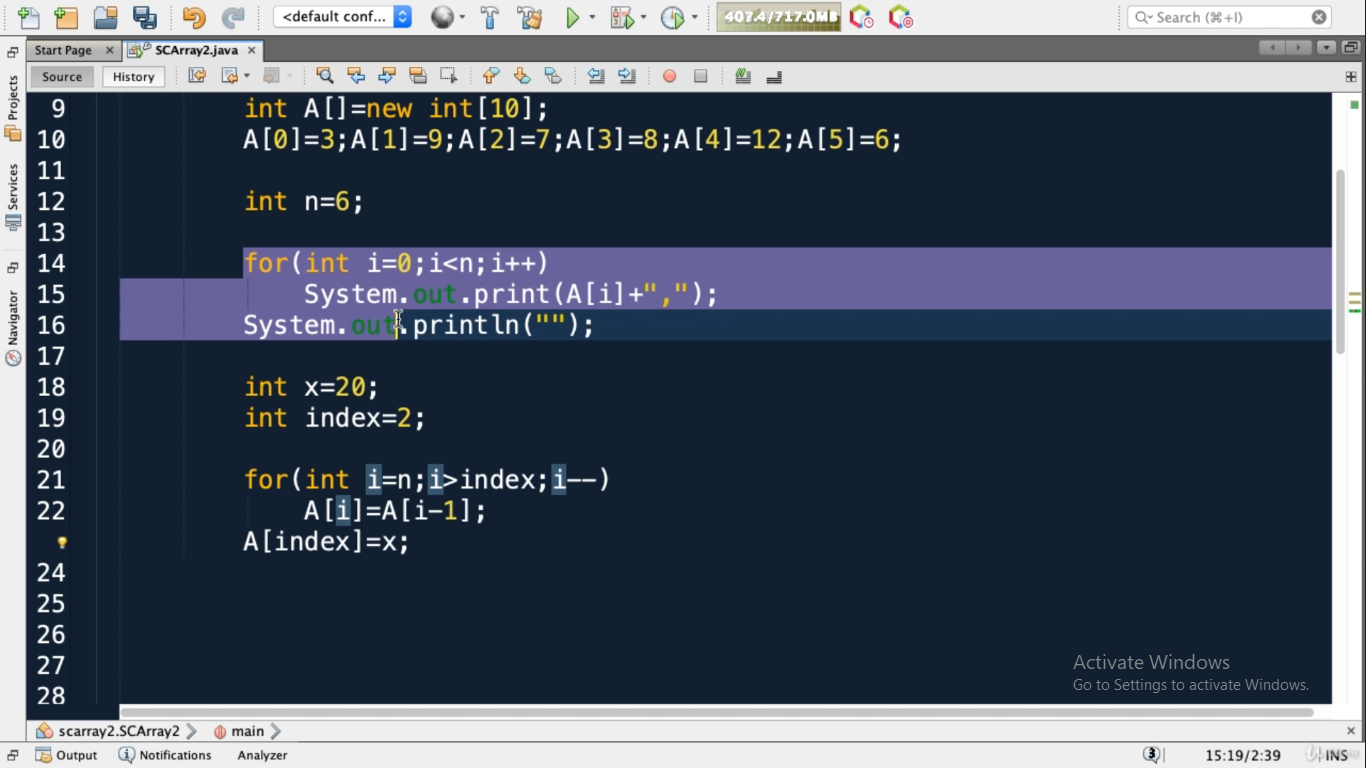 <default conf...
407.4/717.0MB
Search (⌘+I)
Start Page
SCArray2.java
Source
History
Projects
Services
Navigator
9 int A[]=new int[10];
10 A[0]=3;A[1]=9;A[2]=7;A[3]=8;A[4]=12;A[5]=6;
11
12 int n=6;
13
14 for(int i=0;i<n;i++)
15 System.out.print(A[i]+",");
16 System.out.println("");
17
18 int x=20;
19 int index=2;
20
21 for(int i=n;i>index;i--)
22 A[i]=A[i-1];
A[index]=x;
24
25
26
27
28
Activate Windows
Go to Settings to activate Windows.
scarray2.SCArray2
main
Output
Notifications
Analyzer
3
15:19/2:39
INS